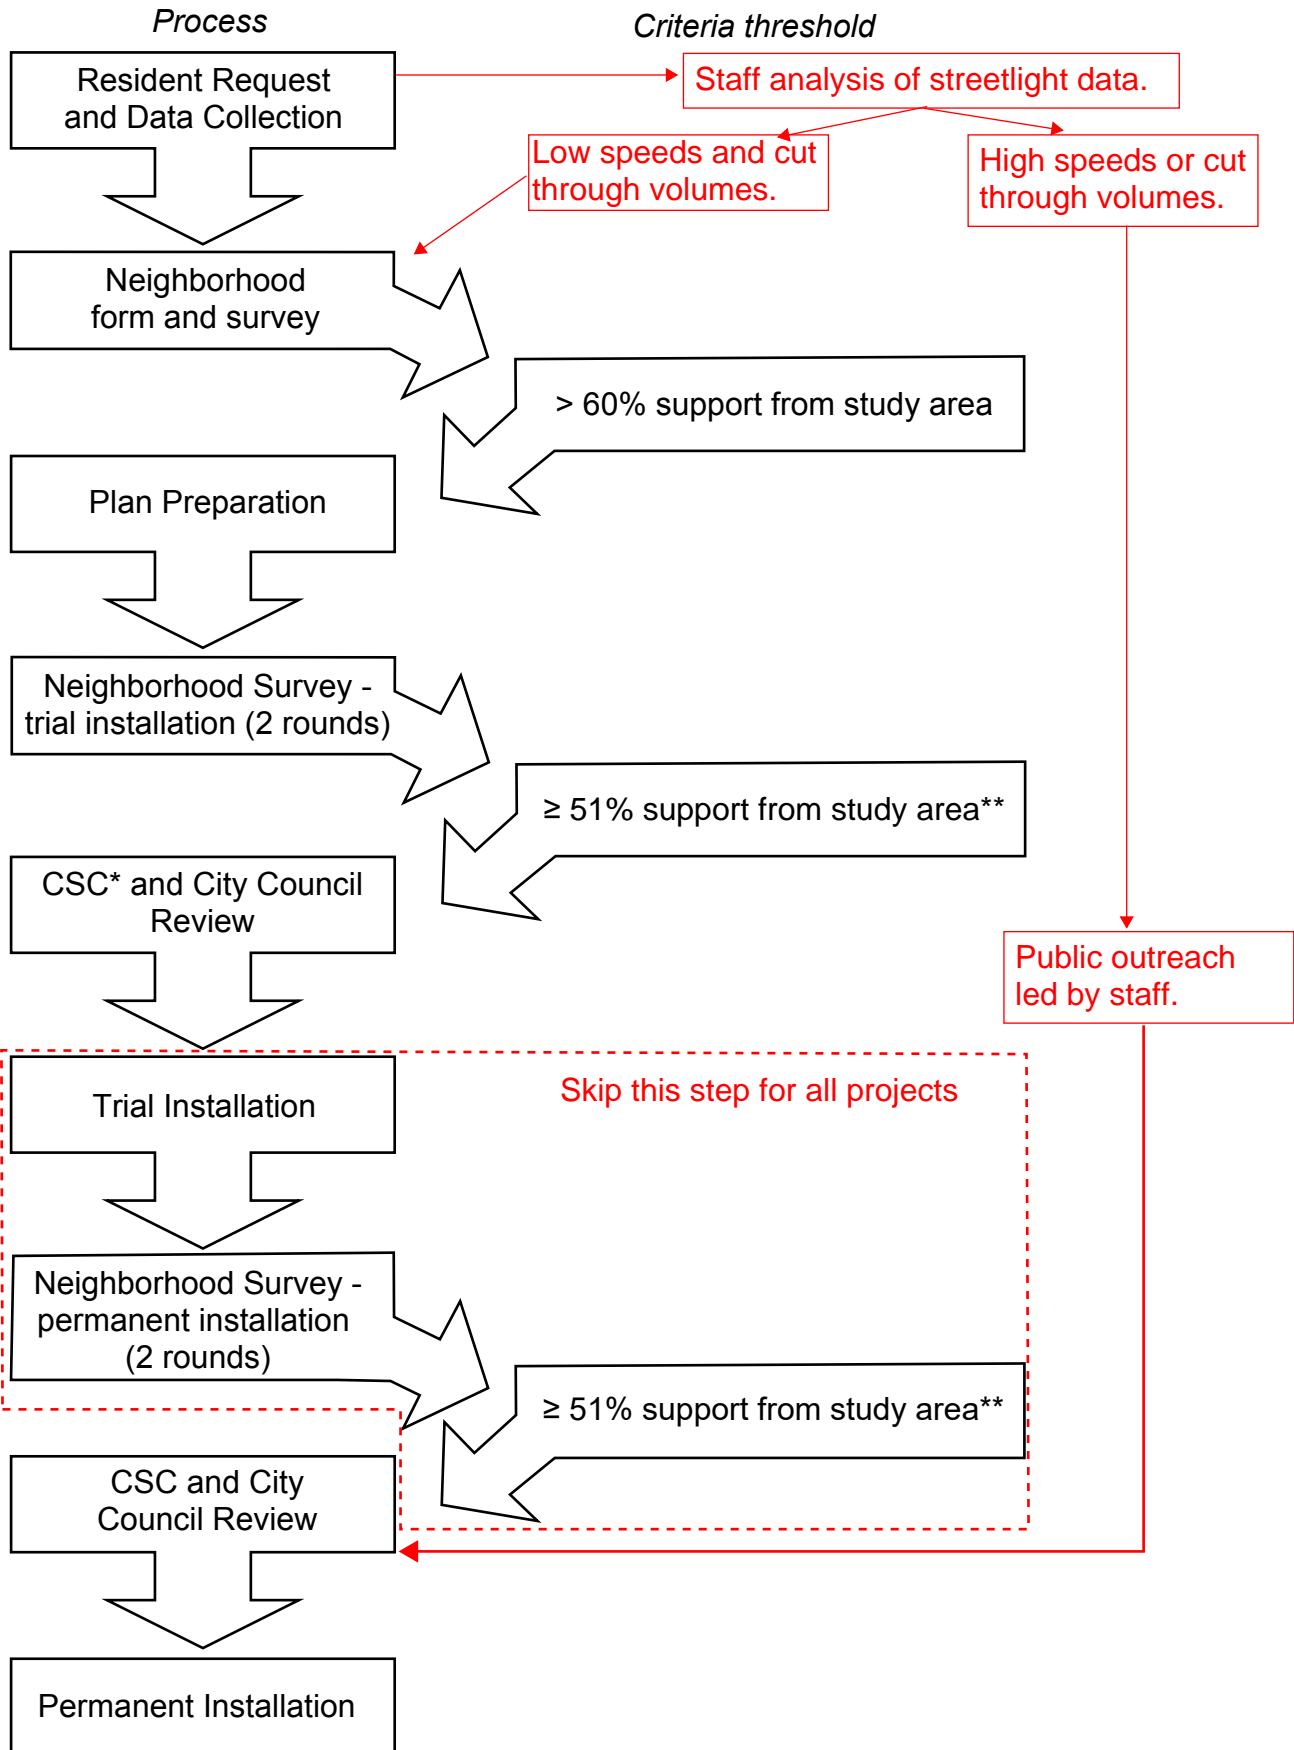 Process
Criteria threshold
Resident Request
and Data Collection
Staff analysis of streetlight data.
Low speeds and cut
through volumes.
High speeds or cut
through volumes.
Neighborhood
form and survey
> 60% support from study area
Plan Preparation
Neighborhood Survey -
trial installation (2 rounds)
≥ 51% support from study area**
CSC* and City Council
Review
Public outreach
led by staff.
Trial Installation
Skip this step for all projects
Neighborhood Survey -
permanent installation
(2 rounds)
≥ 51% support from study area**
CSC and City
Council Review
Permanent Installation